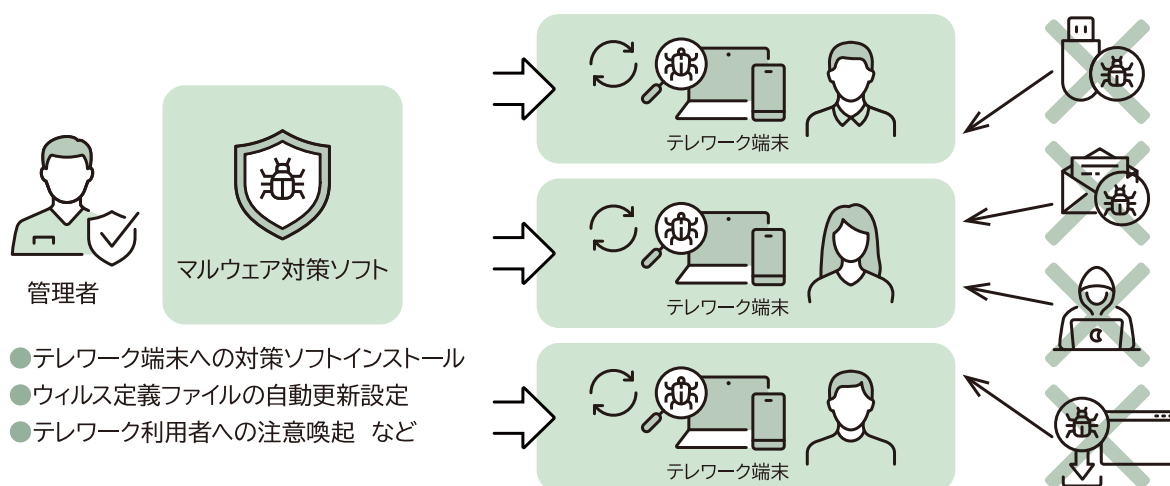 管理者
マルウェア対策ソフト
●テレワーク端末への対策ソフトインストール
●ウィルス定義ファイルの自動更新設定
●テレワーク利用者への注意喚起 など
テレワーク端末
テレワーク端末
テレワーク端末